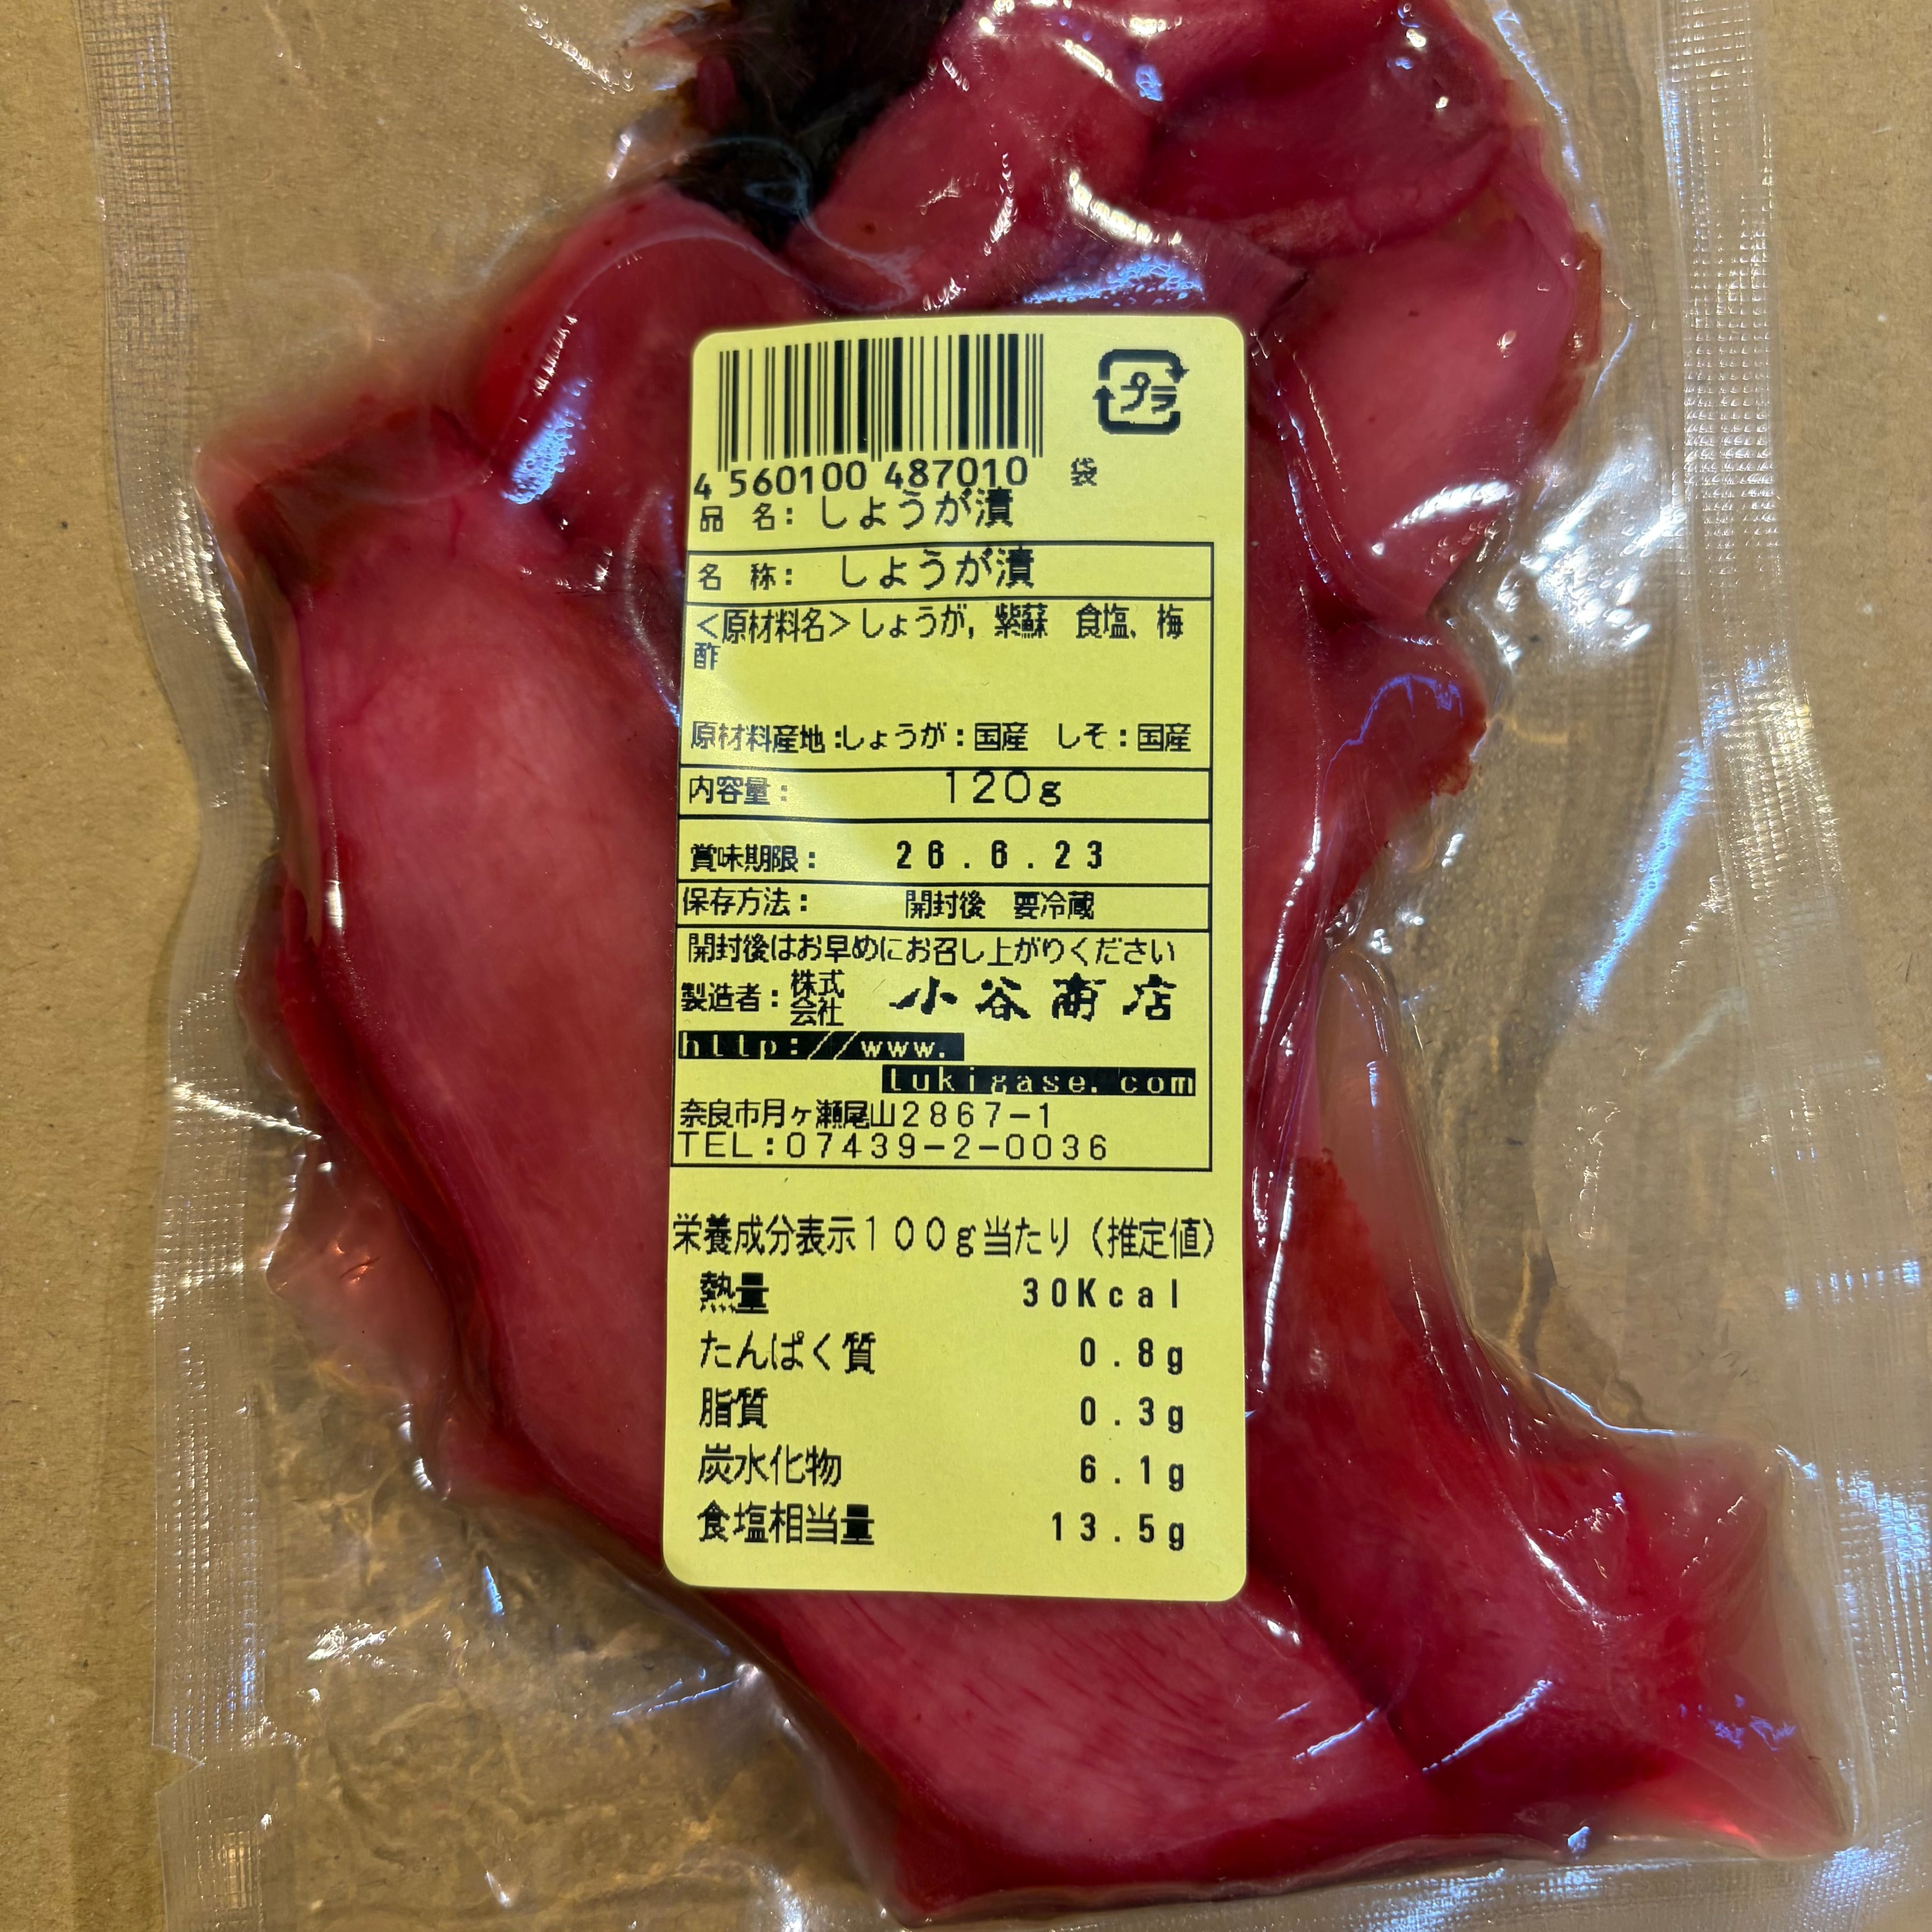 プラ
4 560100 487010 袋
品 名: しょうが漬
名 称: しょうが漬
<原材料名>しょうが, 紫蘇 食塩、梅
酢
原材料産地:しょうが:国産 しそ:国産
内容量: 120g
賞味期限: 26.6.23
保存方法: 開封後 要冷蔵
開封後はお早めにお召し上がりください
製造者:株式会社 小谷商店
http://www.
tukigase.com
奈良市月ヶ瀬尾山2867-1
TEL:07439-2-0036
栄養成分表示100g当たり(推定値)
熱量 30Kcal
たんぱく質 0.8g
脂質 0.3g
炭水化物 6.1g
食塩相当量 13.5g